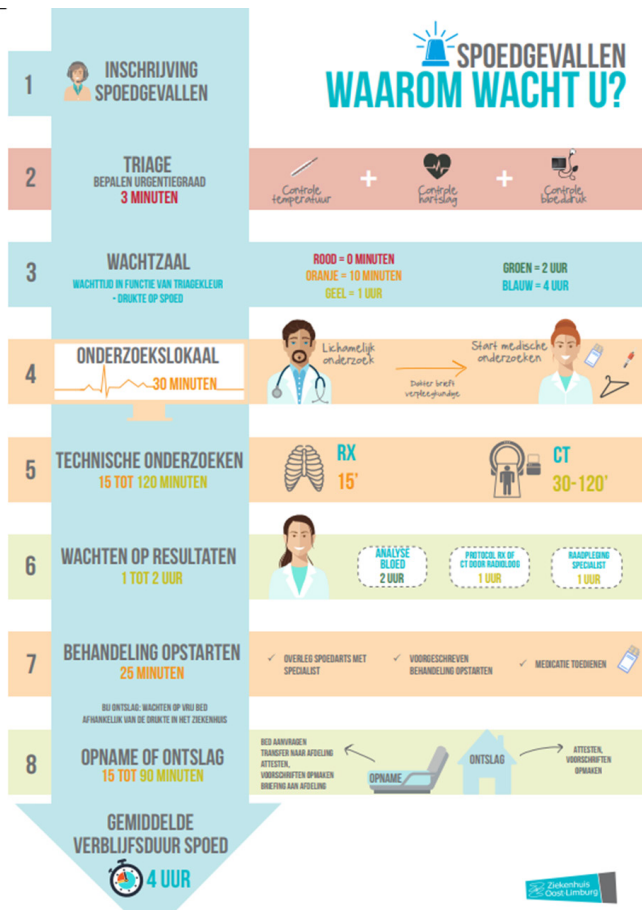 SPOEDGEVALLEN
WAAROM WACHT U?
1
INSCHRIJVING
SPOEDGEVALLEN
2
TRIAGE
BEPALEN URGENTIEGRAAD
3 MINUTEN
Controle
temperatuur
+
Controle
hartslag
+
Controle
bloeddruk
3
WACHTZAAL
WACHTTIJD IN FUNCTIE VAN TRIAGEKLEUR
+ DRUKTE OP SPOED
ROOD = 0 MINUTEN
ORANJE = 10 MINUTEN
GEEL = 1 UUR
GROEN = 2 UUR
BLAUW = 4 UUR
4
ONDERZOEKSLOKAAL
30 MINUTEN
Lichamelijk
onderzoek
Dokter brieft
verpleegkundige
Start medische
onderzoeken
5
TECHNISCHE ONDERZOEKEN
15 TOT 120 MINUTEN
RX
15'
CT
30-120'
6
WACHTEN OP RESULTATEN
1 TOT 2 UUR
ANALYSE
BLOED
2 UUR
PROTOCOL RX OF
CT DOOR RADIOLOOG
1 UUR
RAADPLEGING
SPECIALIST
1 UUR
7
BEHANDELING OPSTARTEN
25 MINUTEN
OVERLEG SPOEDARTS MET
SPECIALIST
VOORGESCHREVEN
BEHANDELING OPSTARTEN
MEDICATIE TOEDIENEN
BIJ ONTSLAG: WACHTEN OP VRIJ BED
AFHANKELIJK VAN DE DRUKTE IN HET ZIEKENHUIS
8
OPNAME OF ONTSLAG
15 TOT 90 MINUTEN
BED AANVRAGEN
TRANSFER NAAR AFDELING
ATTESTEN,
VOORSCHRIFTEN OPMAKEN
BRIEFING AAN AFDELING
OPNAME
ONTSLAG
ATTESTEN,
VOORSCHRIFTEN
OPMAKEN
GEMIDDELDE
VERBLIJFSDUUR SPOED
4 UUR
Ziekenhuis
Oost-Limburg